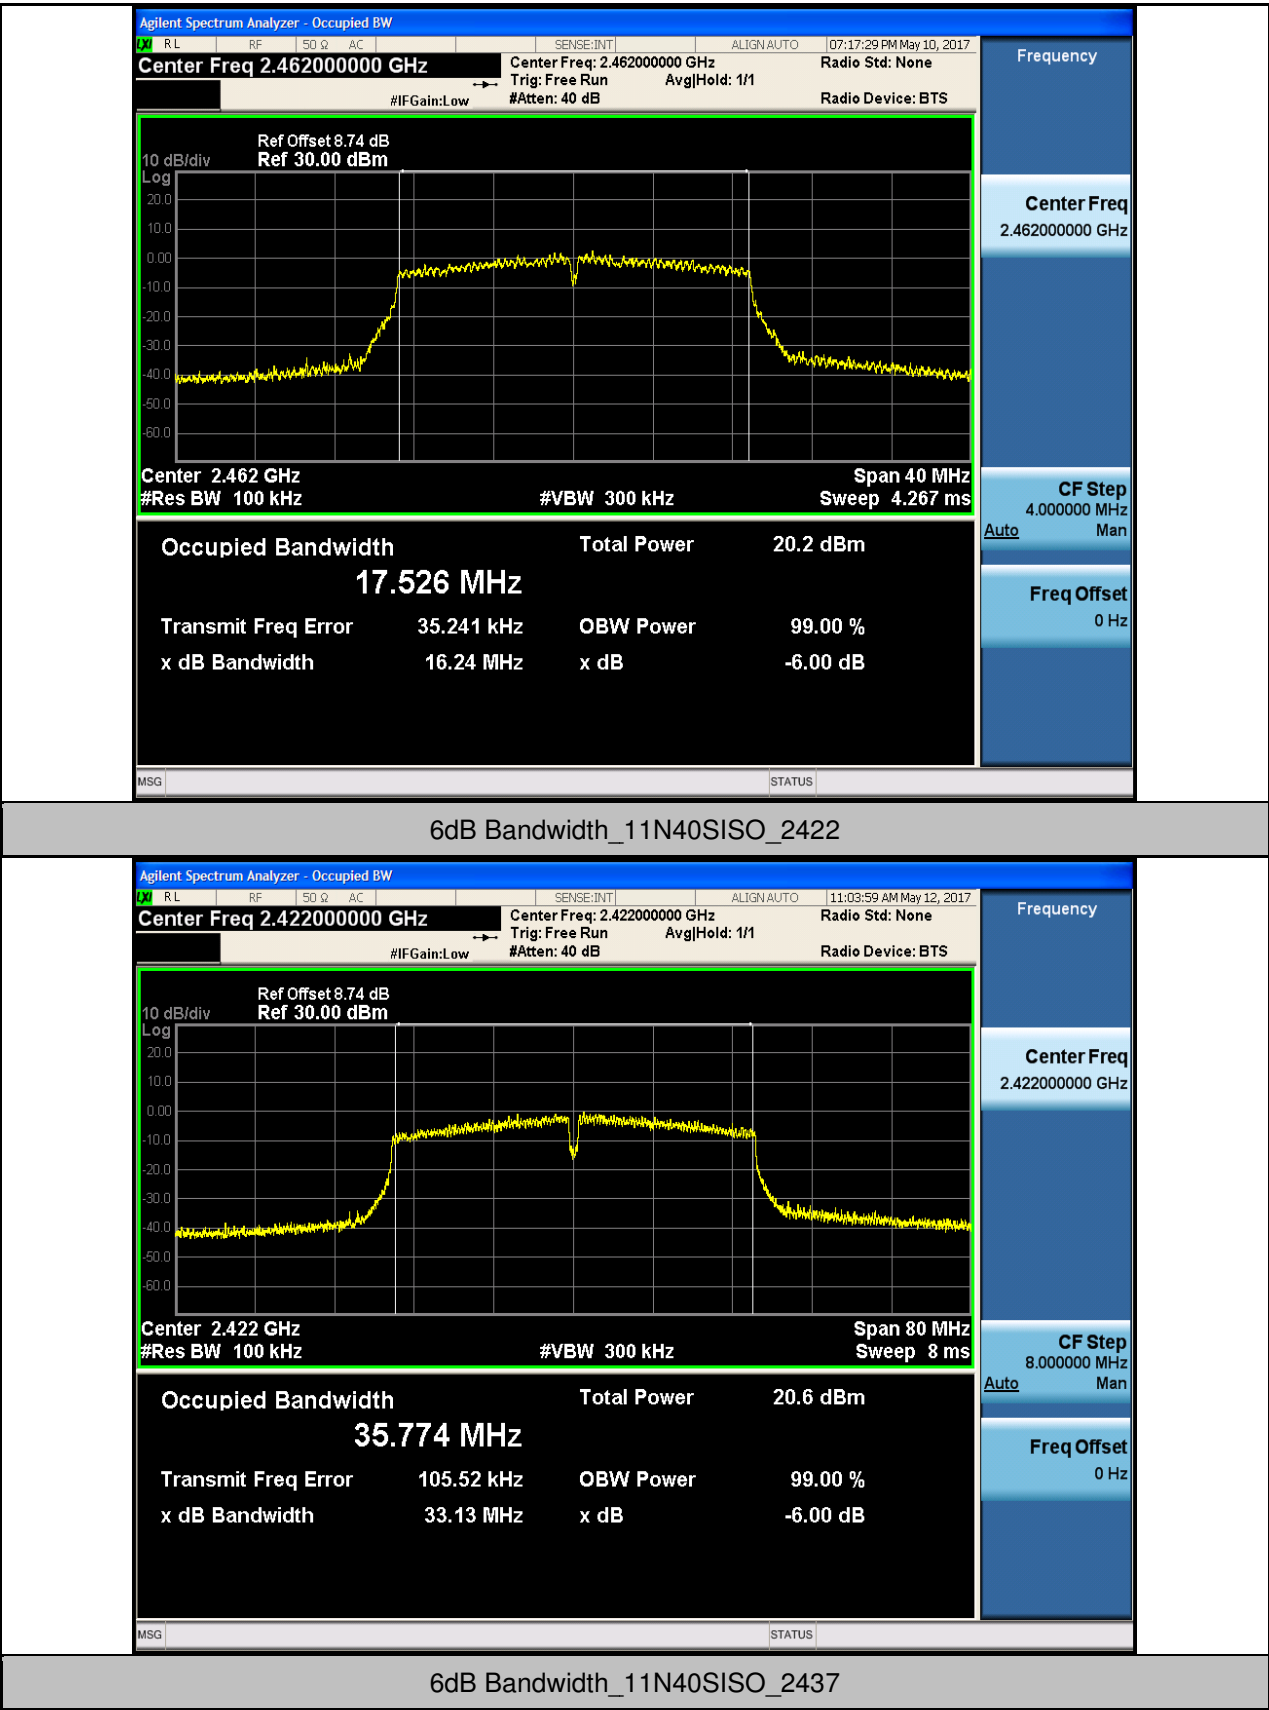 Agilent Spectrum Analyzer - Occupied BW
LXI RL RF 50 Ω AC SENSE:INT ALIGN AUTO 07:17:29 PM May 10, 2017
Center Freq 2.462000000 GHz
Center Freq: 2.462000000 GHz
Radio Std: None
Trig: Free Run Avg|Hold: 1/1
#IFGain:Low
#Atten: 40 dB
Radio Device: BTS
Ref Offset 8.74 dB
10 dB/div Ref 30.00 dBm
Log
20.0
10.0
0.00
-10.0
-20.0
-30.0
-40.0
-50.0
-60.0
Center 2.462 GHz Span 40 MHz
#Res BW 100 kHz #VBW 300 kHz Sweep 4.267 ms
Occupied Bandwidth Total Power 20.2 dBm
17.526 MHz
Transmit Freq Error 35.241 kHz OBW Power 99.00 %
x dB Bandwidth 16.24 MHz x dB -6.00 dB
MSG STATUS
Frequency
Center Freq
2.462000000 GHz
CF Step
4.000000 MHz
Auto Man
Freq Offset
0 Hz
6dB Bandwidth_11N40SISO_2422
Agilent Spectrum Analyzer - Occupied BW
LXI RL RF 50 Ω AC SENSE:INT ALIGN AUTO 11:03:59 AM May 12, 2017
Center Freq 2.422000000 GHz
Center Freq: 2.422000000 GHz
Radio Std: None
Trig: Free Run Avg|Hold: 1/1
#IFGain:Low
#Atten: 40 dB
Radio Device: BTS
Ref Offset 8.74 dB
10 dB/div Ref 30.00 dBm
Log
20.0
10.0
0.00
-10.0
-20.0
-30.0
-40.0
-50.0
-60.0
Center 2.422 GHz Span 80 MHz
#Res BW 100 kHz #VBW 300 kHz Sweep 8 ms
Occupied Bandwidth Total Power 20.6 dBm
35.774 MHz
Transmit Freq Error 105.52 kHz OBW Power 99.00 %
x dB Bandwidth 33.13 MHz x dB -6.00 dB
MSG STATUS
Frequency
Center Freq
2.422000000 GHz
CF Step
8.000000 MHz
Auto Man
Freq Offset
0 Hz
6dB Bandwidth_11N40SISO_2437